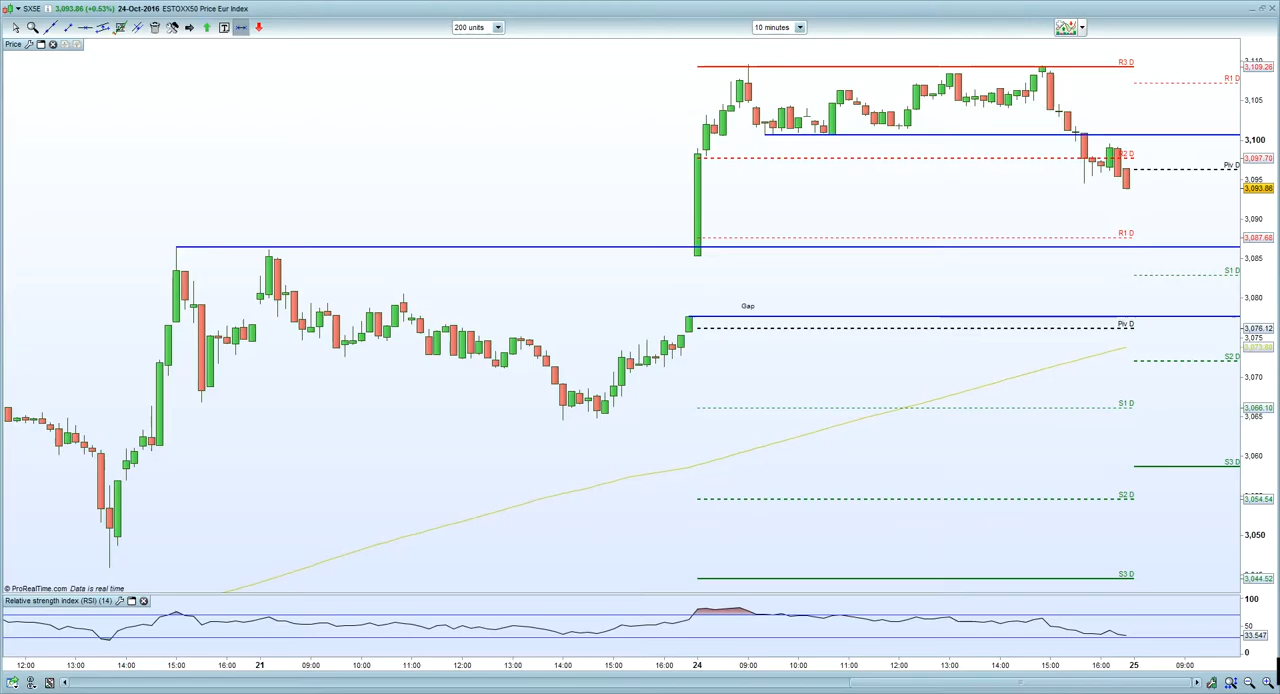 SX5E 3,093.86 (+0.53%) 24-Oct-2016 ESTOXX50 Price Eur Index
200 units 10 minutes
Price
3,110
R3 D 3,109.26
R1 D
3,105
3,100
R2 D 3,097.70
Piv D
3,095
3,093.86
3,090
R1 D 3,087.68
3,085
S1 D
3,080
Gap
Piv D 3,076.12
3,075
S2 D
3,070
S1 D 3,066.10
3,065
3,060
S3 D
S2 D 3,054.54
3,050
S3 D 3,044.52
© ProRealTime.com Data is real time
Relative strength index (RSI) (14)
100
50
33.547
0
12:00 13:00 14:00 15:00 16:00 21 09:00 10:00 11:00 12:00 13:00 14:00 15:00 16:00 24 09:00 10:00 11:00 12:00 13:00 14:00 15:00 16:00 25 09:00